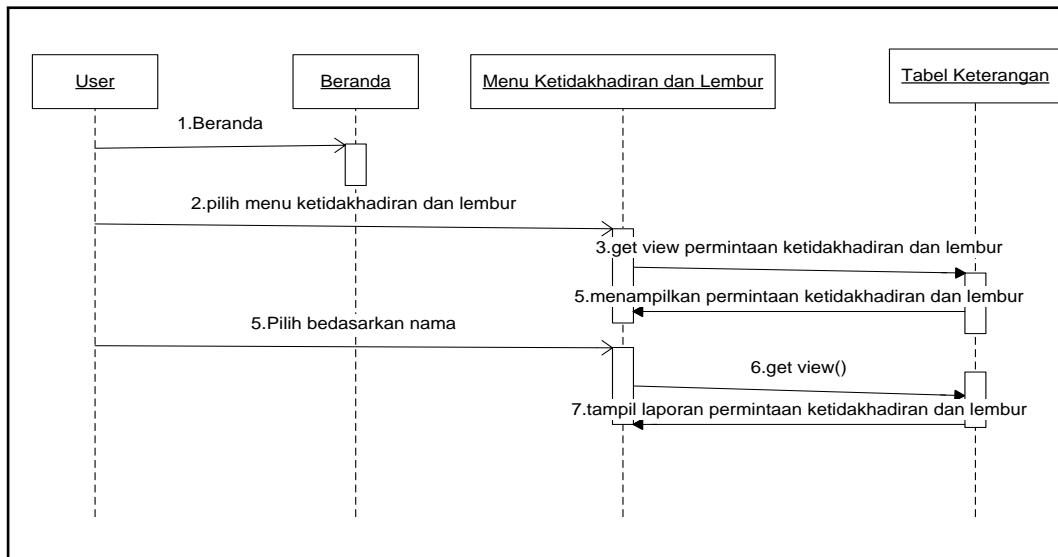 User
Beranda
Menu Ketidakhadiran dan Lembur
Tabel Keterangan
1.Beranda
2.pilih menu ketidakhadiran dan lembur
3.get view permintaan ketidakhadiran dan lembur
5.menampilkan permintaan ketidakhadiran dan lembur
5.Pilih bedasarkan nama
6.get view()
7.tampil laporan permintaan ketidakhadiran dan lembur